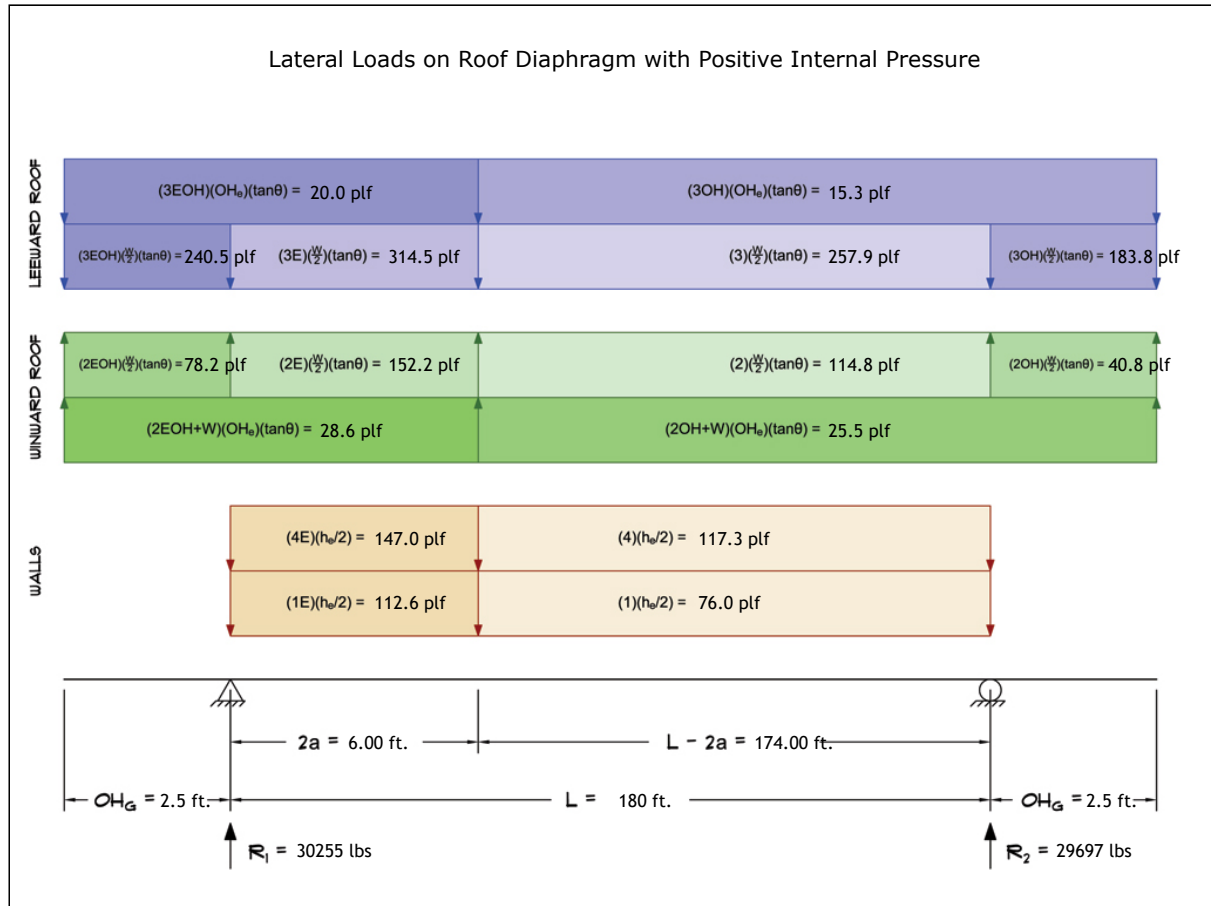 Lateral Loads on Roof Diaphragm with Positive Internal Pressure
LEEWARD ROOF
(3EOH)(OHₑ)(tanθ) = 20.0 plf
(3OH)(OHₑ)(tanθ) = 15.3 plf
(3EOH)(W/2)(tanθ) = 240.5 plf
(3E)(W/2)(tanθ) = 314.5 plf
(3)(W/2)(tanθ) = 257.9 plf
(3OH)(W/2)(tanθ) = 183.8 plf
WINWARD ROOF
(2EOH)(W/2)(tanθ) = 78.2 plf
(2E)(W/2)(tanθ) = 152.2 plf
(2)(W/2)(tanθ) = 114.8 plf
(2OH)(W/2)(tanθ) = 40.8 plf
(2EOH+W)(OHₑ)(tanθ) = 28.6 plf
(2OH+W)(OHₑ)(tanθ) = 25.5 plf
WALLS
(4E)(hₑ/2) = 147.0 plf
(4)(hₑ/2) = 117.3 plf
(1E)(hₑ/2) = 112.6 plf
(1)(hₑ/2) = 76.0 plf
2a = 6.00 ft.
L - 2a = 174.00 ft.
OH_G = 2.5 ft.
L = 180 ft.
OH_G = 2.5 ft.
R₁ = 30255 lbs
R₂ = 29697 lbs